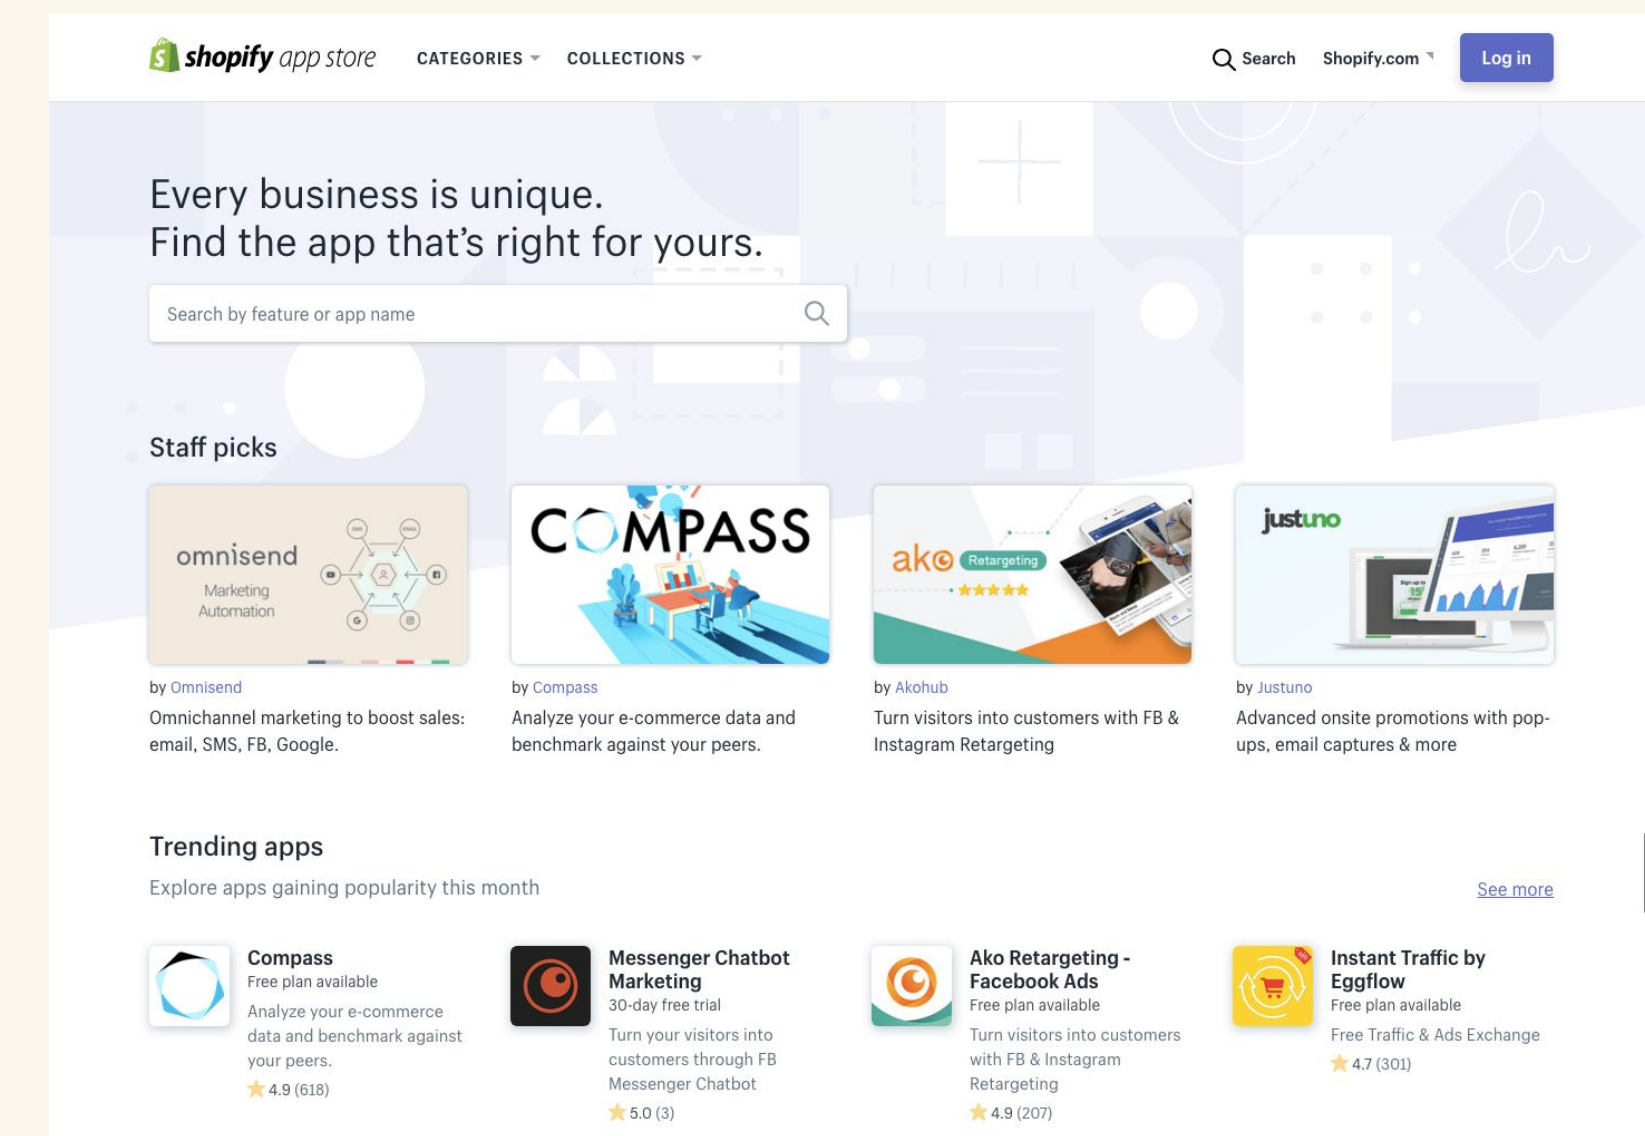 shopify app store
CATEGORIES
COLLECTIONS
Search
Shopify.com
Log in
Every business is unique.
Find the app that's right for yours.
Search by feature or app name
Staff picks
omnisend
Marketing
Automation
COMPASS
ako Retargeting
justuno
by Omnisend
Omnichannel marketing to boost sales:
email, SMS, FB, Google.
by Compass
Analyze your e-commerce data and
benchmark against your peers.
by Akohub
Turn visitors into customers with FB &
Instagram Retargeting
by Justuno
Advanced onsite promotions with pop-
ups, email captures & more
Trending apps
Explore apps gaining popularity this month
See more
Compass
Free plan available
Analyze your e-commerce
data and benchmark against
your peers.
4.9 (618)
Messenger Chatbot
Marketing
30-day free trial
Turn your visitors into
customers through FB
Messenger Chatbot
5.0 (3)
Ako Retargeting -
Facebook Ads
Free plan available
Turn visitors into customers
with FB & Instagram
Retargeting
4.9 (207)
Instant Traffic by
Eggflow
Free plan available
Free Traffic & Ads Exchange
4.7 (301)